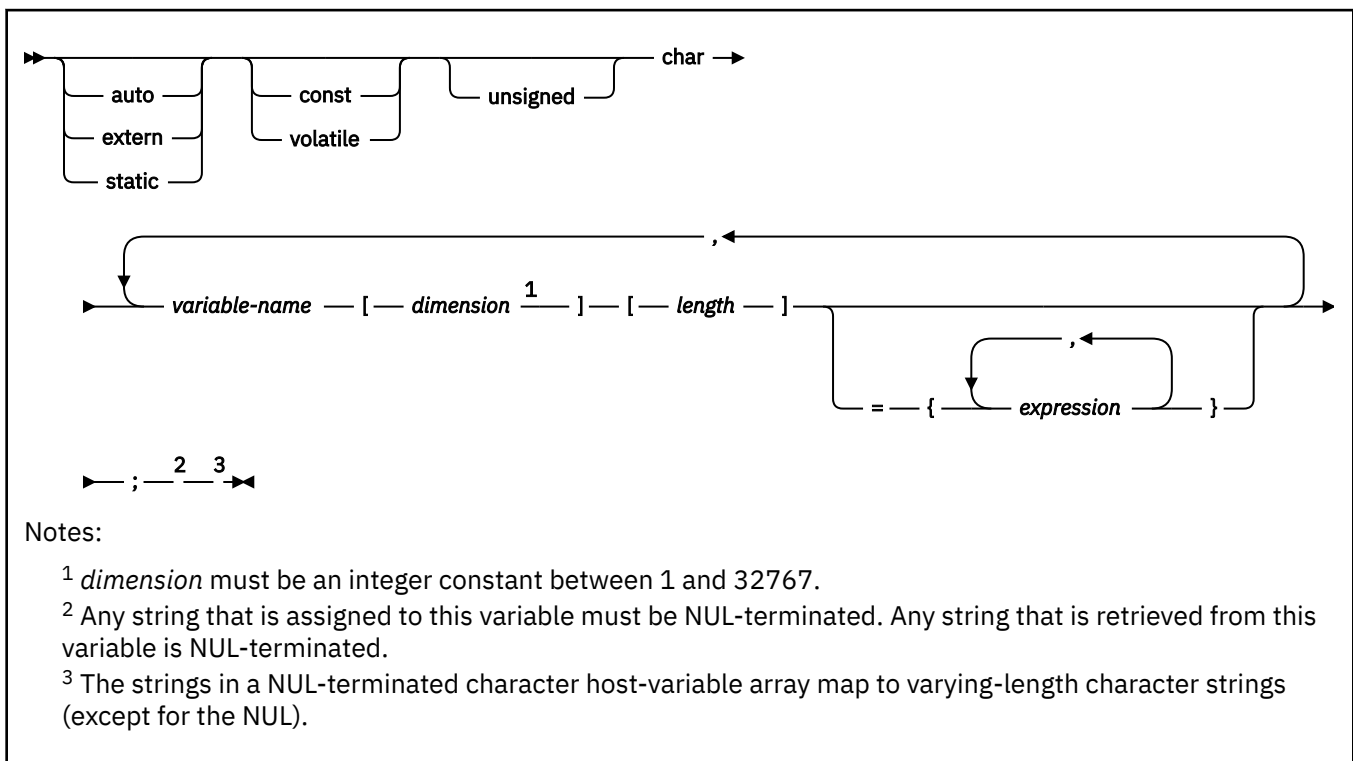 char
auto const unsigned
extern volatile
static
,
variable-name [ dimension 1 ] [ length ]
,
= { expression }
; 2 3
Notes:
1 dimension must be an integer constant between 1 and 32767.
2 Any string that is assigned to this variable must be NUL-terminated. Any string that is retrieved from this
variable is NUL-terminated.
3 The strings in a NUL-terminated character host-variable array map to varying-length character strings
(except for the NUL).